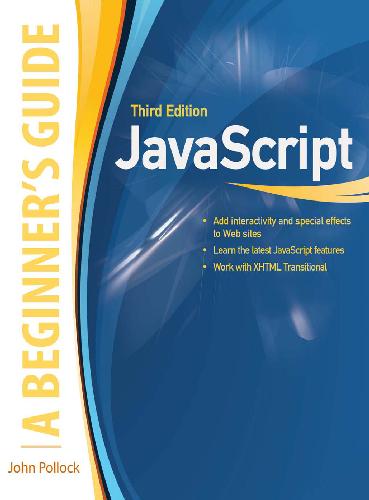 A BEGINNER'S GUIDE
Third Edition
JavaScript
• Add interactivity and special effects
to Web sites
• Learn the latest JavaScript features
• Work with XHTML Transitional
John Pollock